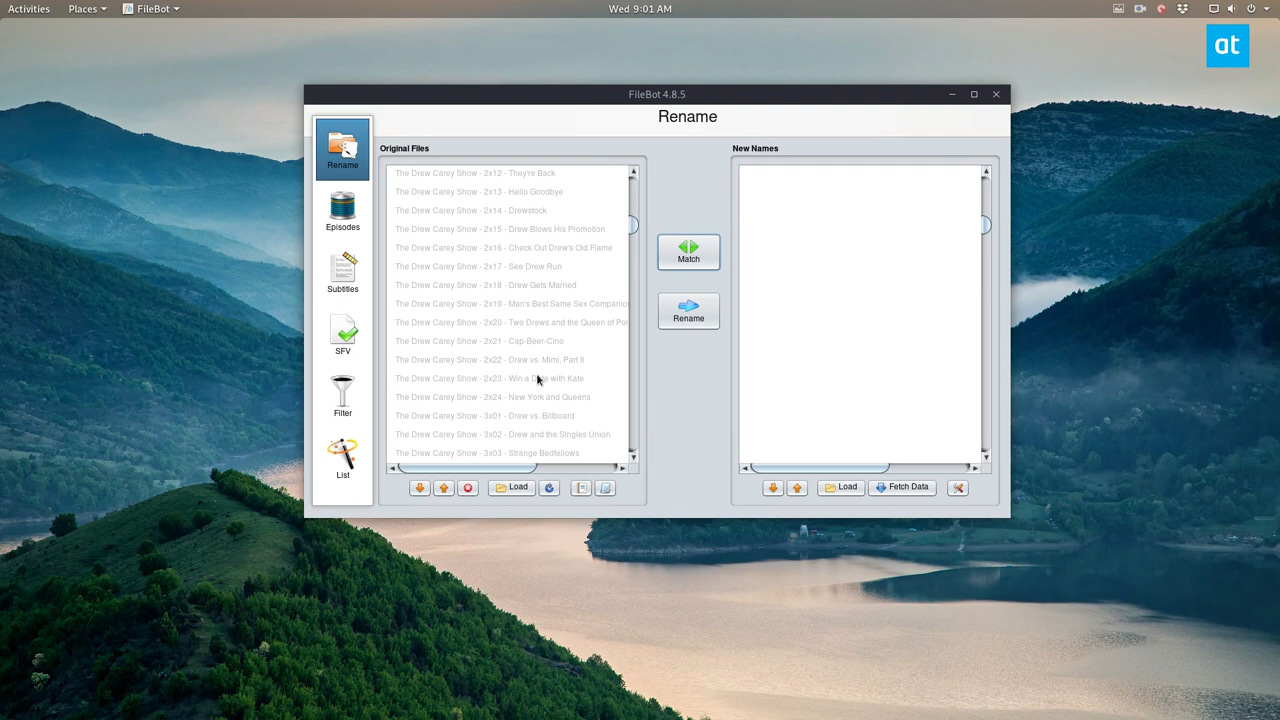 Activities Places FileBot Wed 9:01 AM
at
FileBot 4.8.5
Rename
Rename
Episodes
Subtitles
SFV
Filter
List
Original Files
The Drew Carey Show - 2x12 - They're Back
The Drew Carey Show - 2x13 - Hello Goodbye
The Drew Carey Show - 2x14 - Drewstock
The Drew Carey Show - 2x15 - Drew Blows His Promotion
The Drew Carey Show - 2x16 - Check Out Drew's Old Flame
The Drew Carey Show - 2x17 - See Drew Run
The Drew Carey Show - 2x18 - Drew Gets Married
The Drew Carey Show - 2x19 - Man's Best Same Sex Companio
The Drew Carey Show - 2x20 - Two Drews and the Queen of Po
The Drew Carey Show - 2x21 - Cap-Beer-Cino
The Drew Carey Show - 2x22 - Drew vs. Mimi, Part II
The Drew Carey Show - 2x23 - Win a Date with Kate
The Drew Carey Show - 2x24 - New York and Queens
The Drew Carey Show - 3x01 - Drew vs. Billboard
The Drew Carey Show - 3x02 - Drew and the Singles Union
The Drew Carey Show - 3x03 - Strange Bedfellows
Load
Match
Rename
New Names
Load Fetch Data